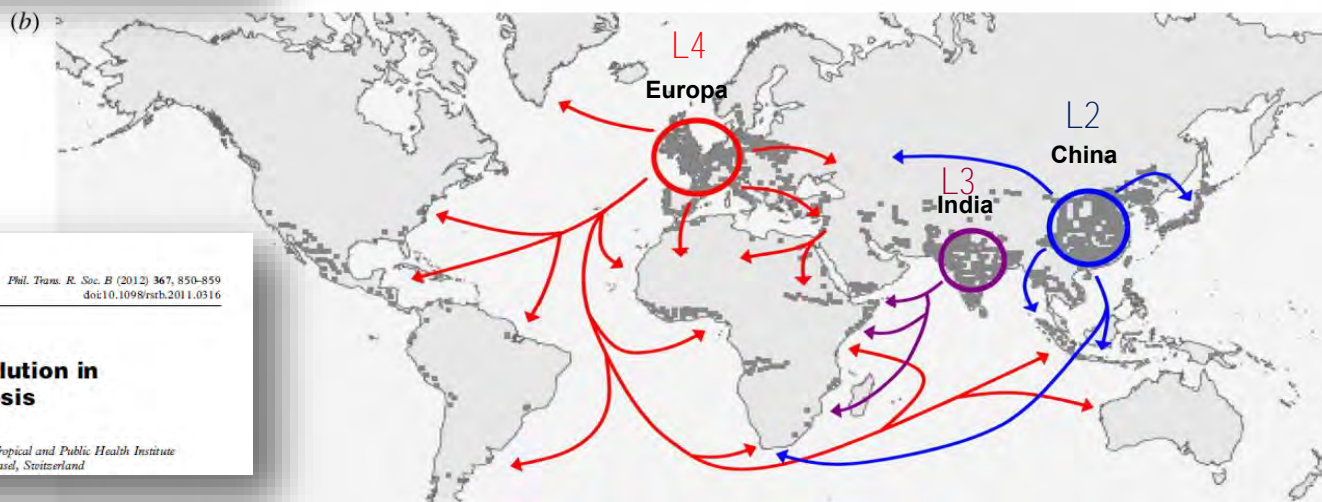 (b)
L4
Europa
L2
China
L3
India
Phil. Trans. R. Soc. B (2012) 367, 850–859
doi:10.1098/rstb.2011.0316
lution in
sis
ropical and Public Health Institute
asel, Switzerland